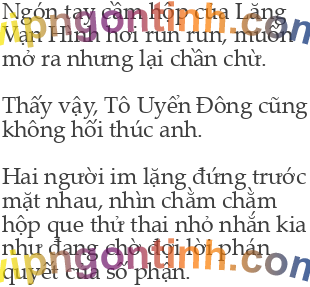 Ngón tay cầm hộp của Lăng
Vạn Hình hơi run run, muốn
mở ra nhưng lại chần chừ.
Thấy vậy, Tô Uyển Đông cũng
không hối thúc anh.
Hai người im lặng đứng trước
mặt nhau, nhìn chằm chằm
hộp que thử thai nhỏ nhắn kia
như đang chờ đợi lời phán
quyết của số phận.